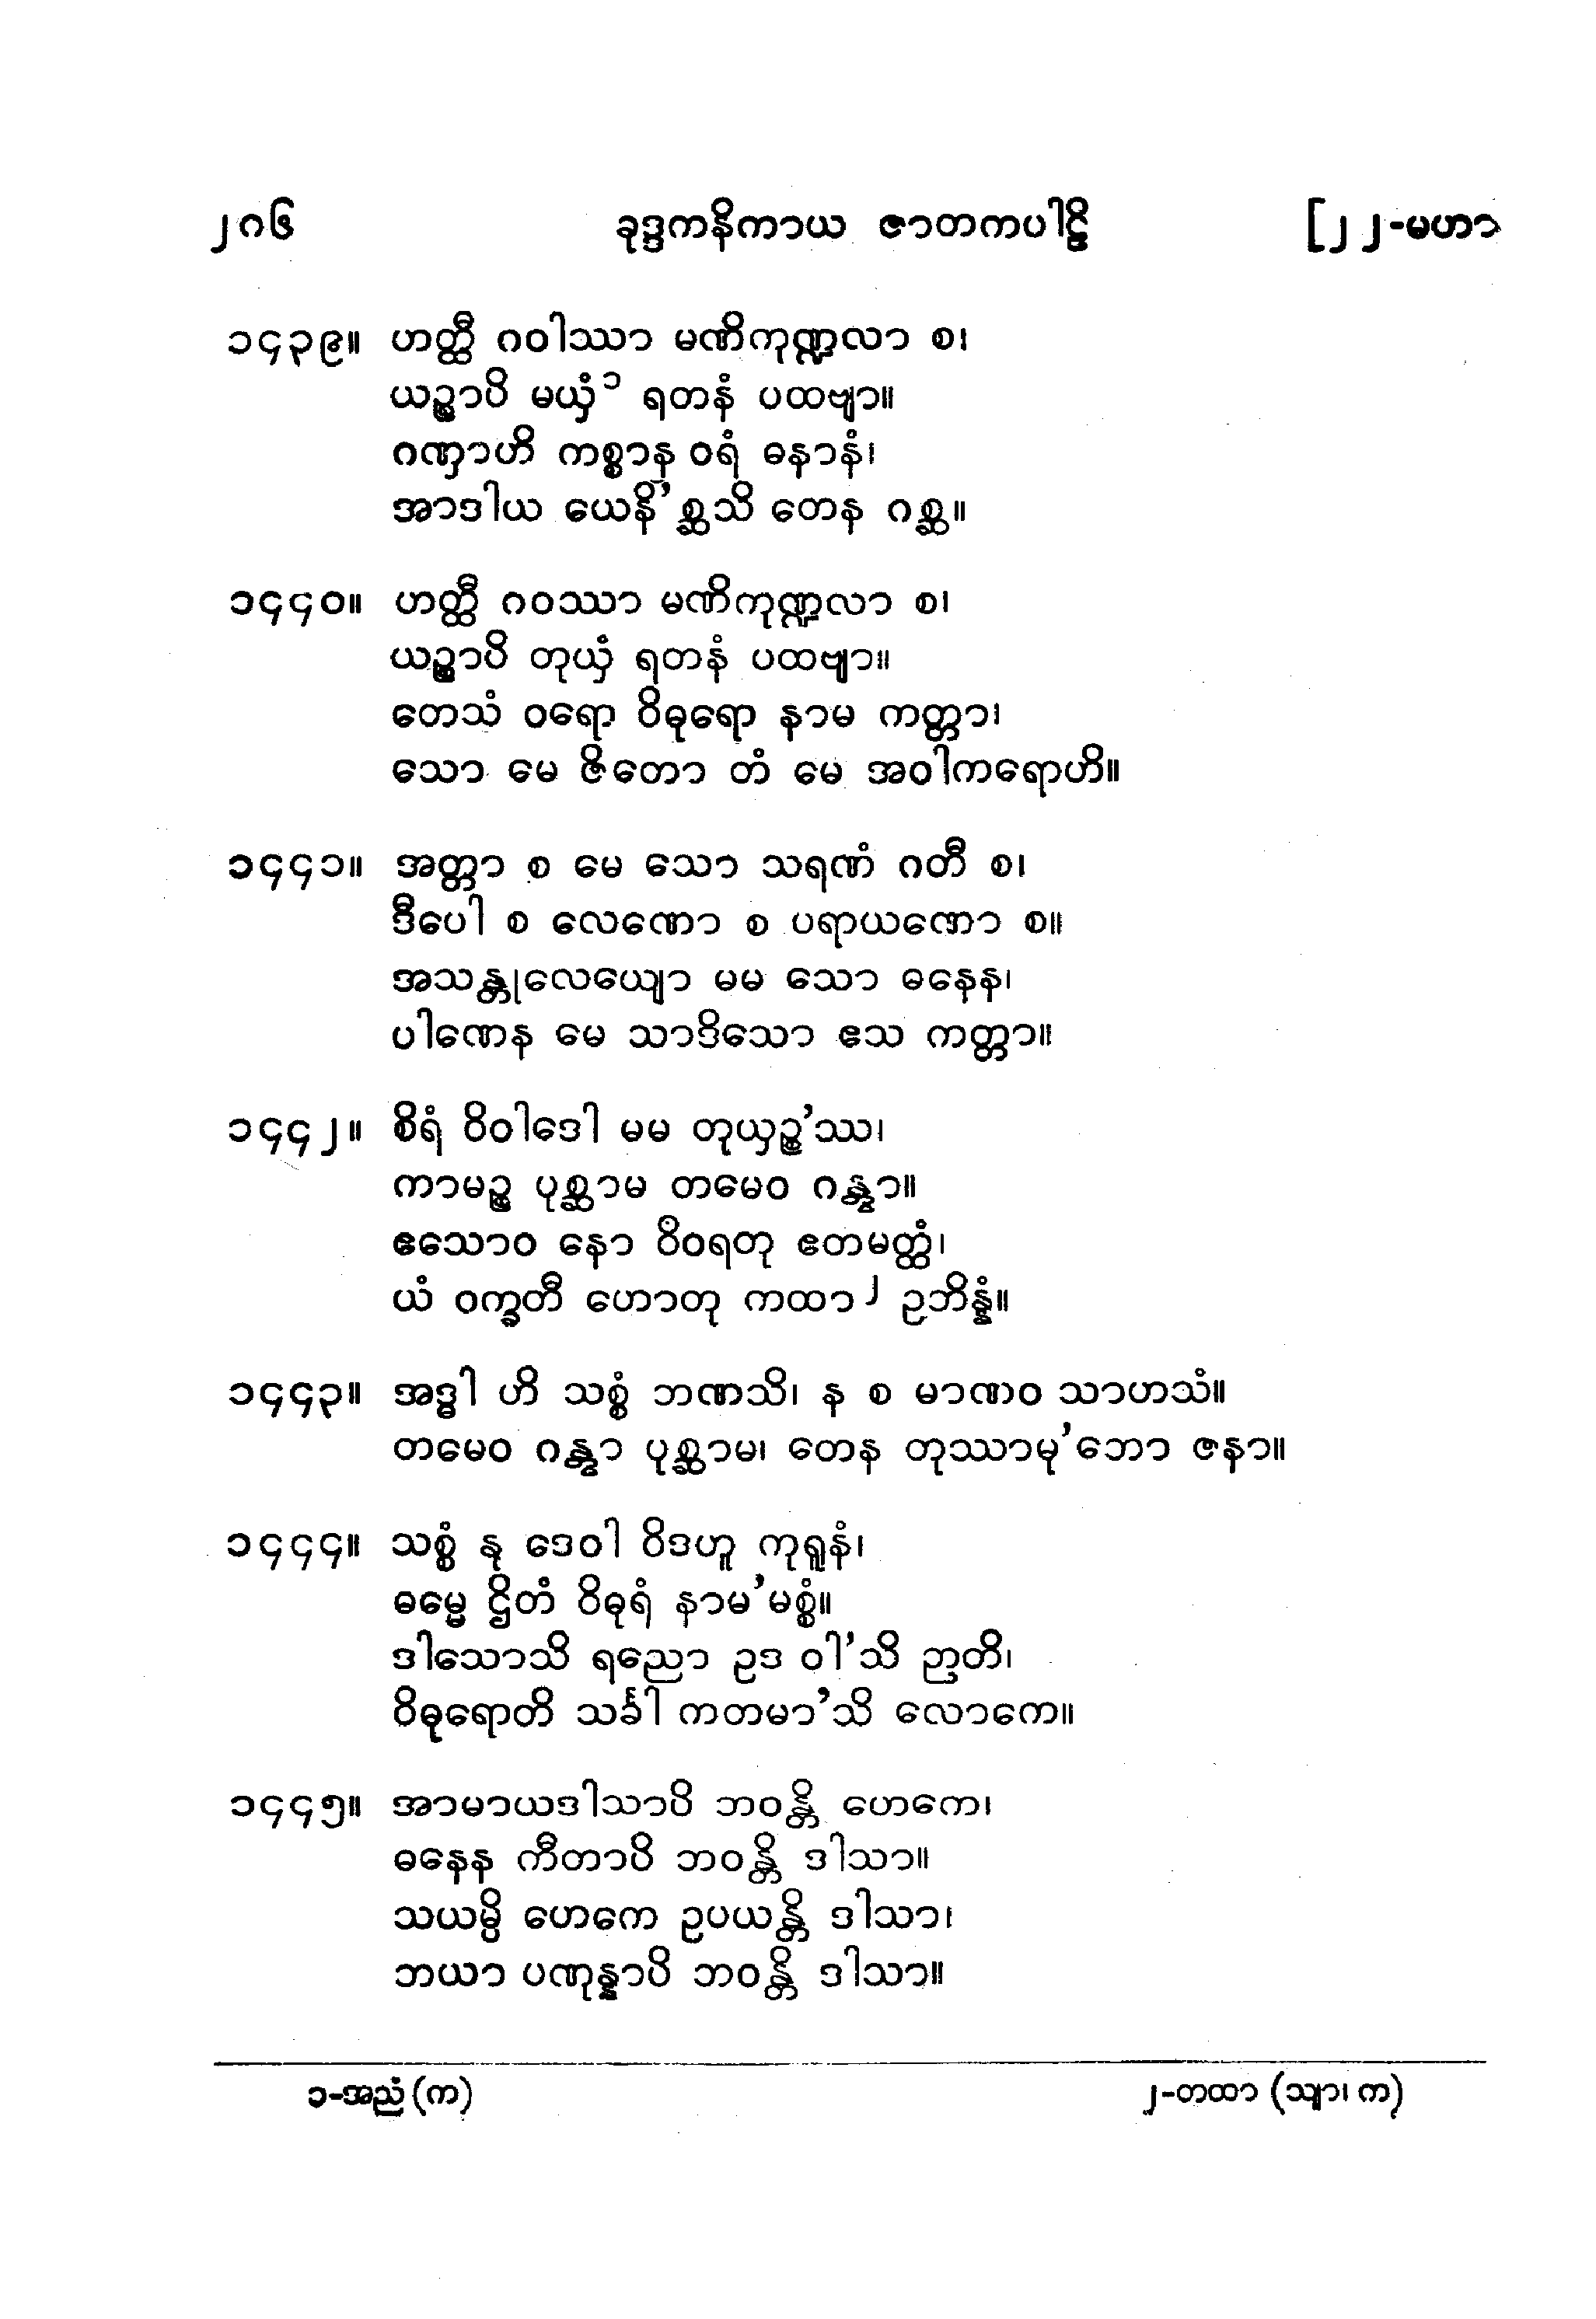 ၂၈၆ ခုဒ္ဒကနိကာယ ဇာတကပါဠိ [၂၂-မဟာ
၁၄၃၉။ ဟတ္ထီ ဂဝါဿာ မဏိကုဏ္ဍလာ စ၊
ယဉ္စာပိ မယှံ ၁ ရတနံ ပထဗျာ။
ဂဏှာဟိ ကစ္စာန ဝရံ ဓနာနံ၊
အာဒါယ ယေနိ’စ္ဆသိ တေန ဂစ္ဆ။
၁၄၄၀။ ဟတ္ထီ ဂဝဿာ မဏိကုဏ္ဍလာ စ၊
ယဉ္စာပိ တုယှံ ရတနံ ပထဗျာ။
တေသံ ဝရော ဝိဓုရော နာမ ကတ္တာ၊
သော မေ ဇိတော တံ မေ အဝါကရောဟိ။
၁၄၄၁။ အတ္တာ စ မေ သော သရဏံ ဂတီ စ၊
ဒီပေါ စ လေဏော စ ပရာယဏော စ။
အသန္တုလေယျော မမ သော ဓနေန၊
ပါဏေန မေ သာဒိသော ဧသ ကတ္တာ။
၁၄၄၂။ စိရံ ဝိဝါဒေါ မမ တုယှဉ္စ’ဿ၊
ကာမဉ္စ ပုစ္ဆာမ တမေဝ ဂန္တွာ။
ဧသောဝ နော ဝိဝရတု ဧတမတ္ထံ၊
ယံ ဝက္ခတီ ဟောတု ကထာ ၂ ဥဘိန္နံ။
၁၄၄၃။ အဒ္ဓါ ဟိ သစ္စံ ဘဏသိ၊ န စ မာဏဝ သာဟသံ။
တမေဝ ဂန္တွာ ပုစ္ဆာမ၊ တေန တုဿာမု’ဘော ဇနာ။
၁၄၄၄။ သစ္စံ နု ဒေဝါ ဝိဒဟူ ကုရူနံ၊
ဓမ္မေ ဌိတံ ဝိဓုရံ နာမ’မစ္စံ။
ဒါသောသိ ရညော ဥဒ ဝါ’သိ ဉာတိ၊
ဝိဓုရောတိ သင်္ခါ ကတမာ’သိ လောကေ။
၁၄၄၅။ အာမာယဒါသာပိ ဘဝန္တိ ဟေကေ၊
ဓနေန ကီတာပိ ဘဝန္တိ ဒါသာ။
သယမ္ပိ ဟေကေ ဥပယန္တိ ဒါသာ၊
ဘယာ ပဏုန္နာပိ ဘဝန္တိ ဒါသာ။
၁-အညံ (က) ၂-တထာ (သျာ၊ က)